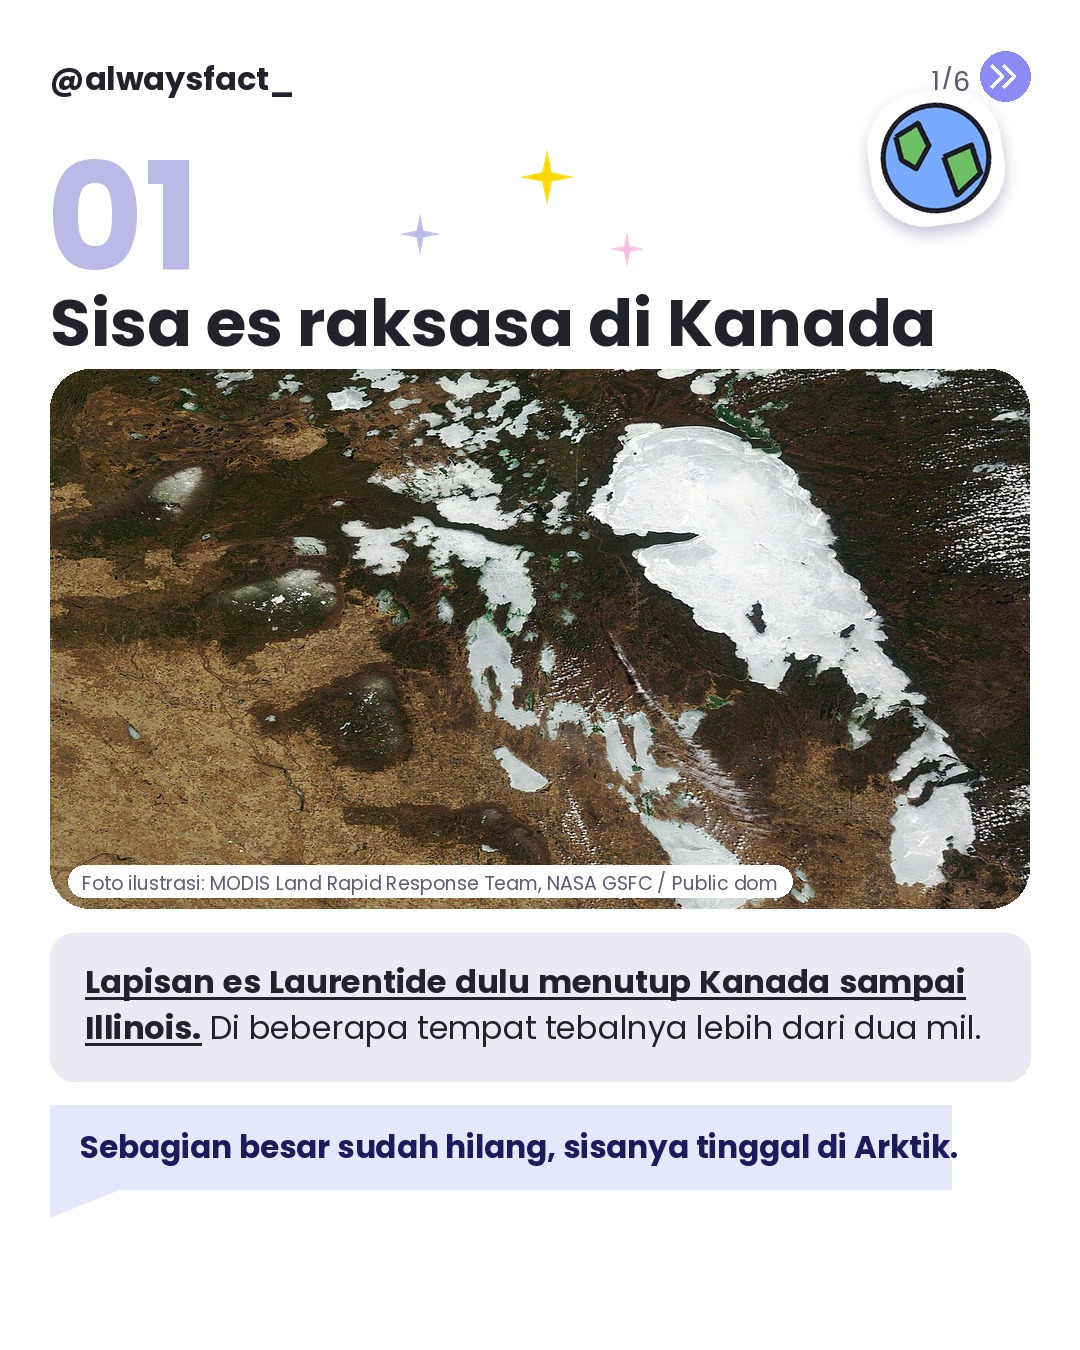 @alwaysfact_
1/6
01
Sisa es raksasa di Kanada
Foto ilustrasi: MODIS Land Rapid Response Team, NASA GSFC / Public dom
Lapisan es Laurentide dulu menutup Kanada sampai
Illinois. Di beberapa tempat tebalnya lebih dari dua mil.
Sebagian besar sudah hilang, sisanya tinggal di Arktik.